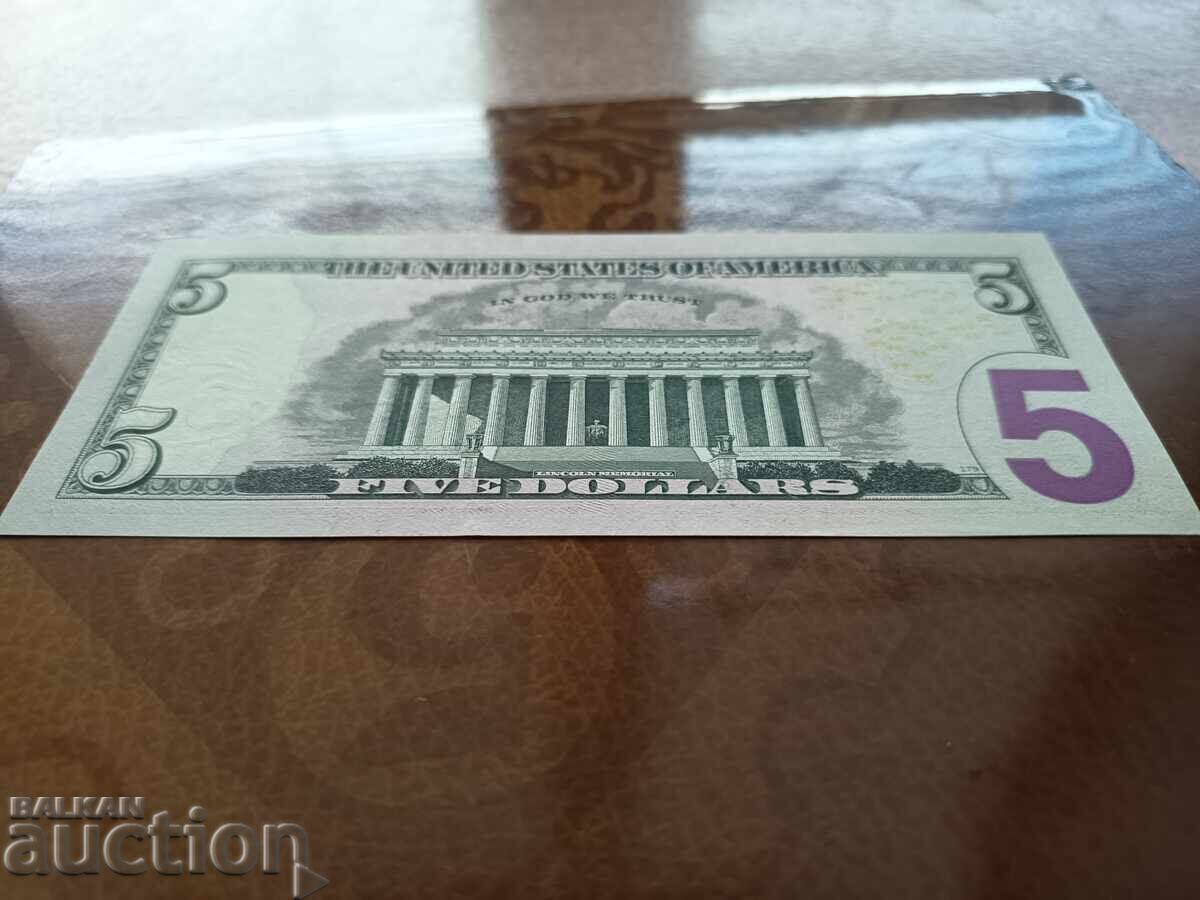 THE UNITED STATES OF AMERICA
5 5
IN GOD WE TRUST
5
5
LINCOLN MEMORIAL
179
FIVE DOLLARS
BALKAN
auction